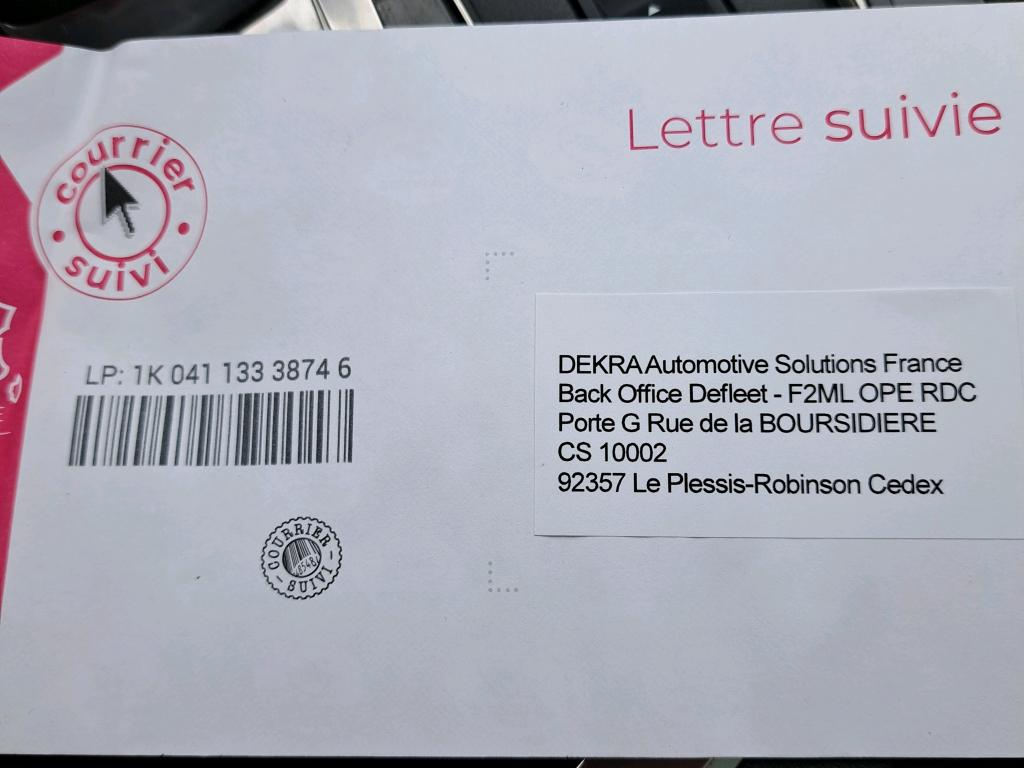 Lettre suivie
courrier
suivi
LP: 1K 041 133 3874 6
DEKRA Automotive Solutions France
Back Office Defleet - F2ML OPE RDC
Porte G Rue de la BOURSIDIERE
CS 10002
92357 Le Plessis-Robinson Cedex
COURRIER
SUIVI